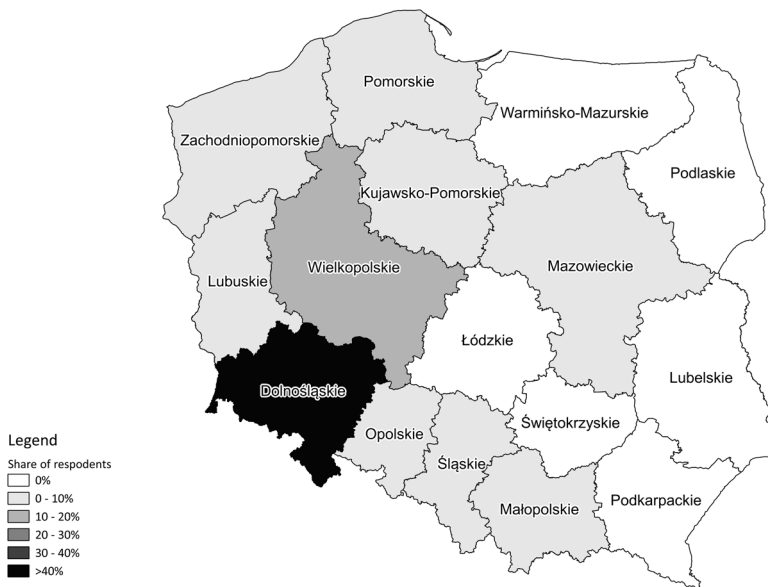 Pomorskie
Warmińsko-Mazurskie
Zachodniopomorskie
Podlaskie
Kujawsko-Pomorskie
Wielkopolskie
Mazowieckie
Lubuskie
Łódzkie
Lubelskie
Dolnośląskie
Świętokrzyskie
Opolskie
Śląskie
Podkarpackie
Małopolskie
Legend
Share of respodents
0%
0 - 10%
10 - 20%
20 - 30%
30 - 40%
>40%